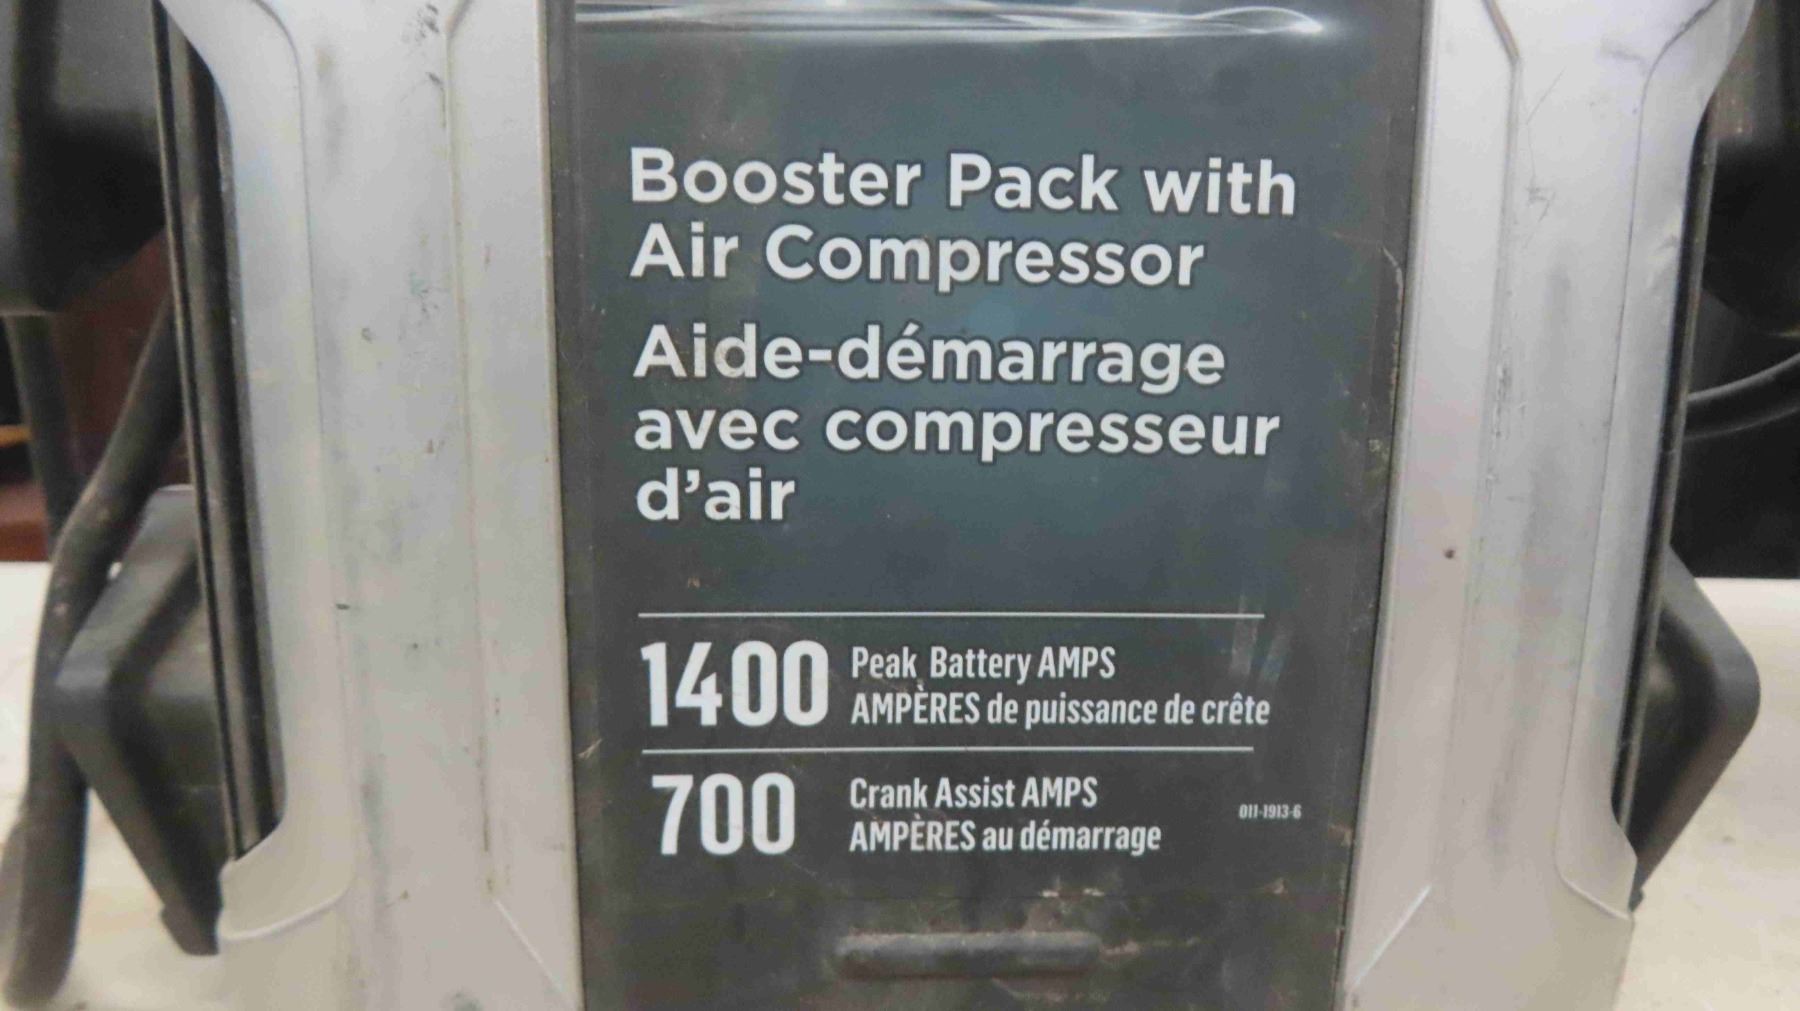 Booster Pack with
Air Compressor
Aide-démarrage
avec compresseur
d'air
1400 Peak Battery AMPS
AMPÈRES de puissance de crête
700 Crank Assist AMPS
AMPÈRES au démarrage
011-1913-6